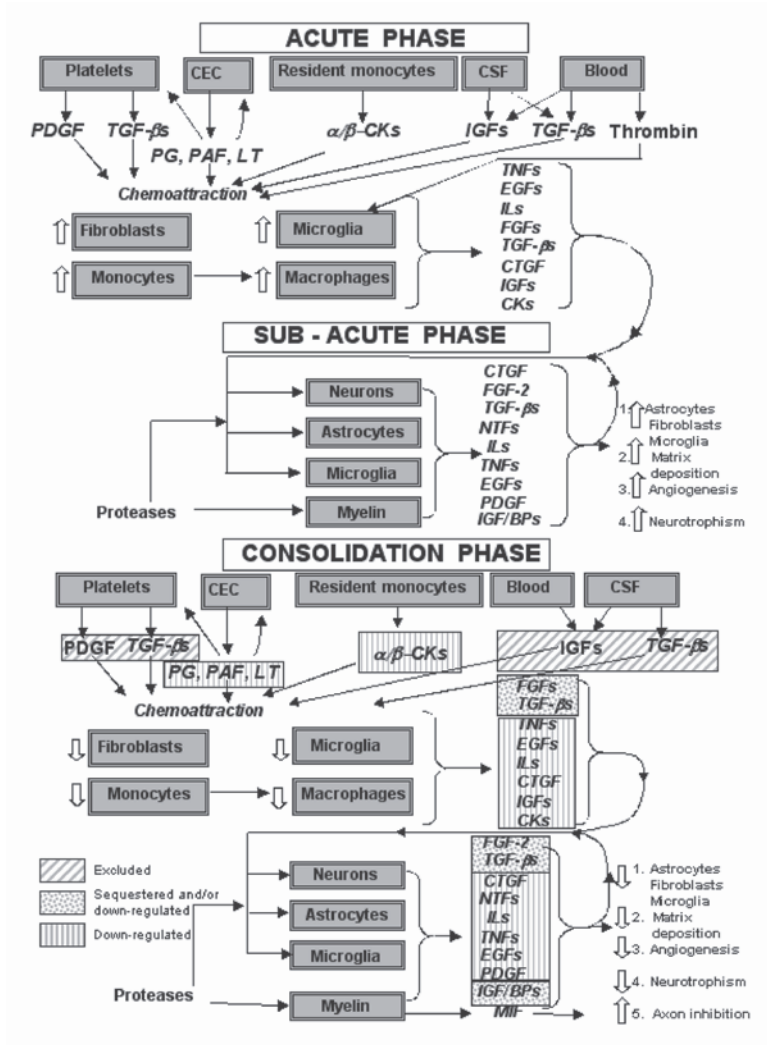 ACUTE PHASE
Platelets CEC Resident monocytes CSF Blood
PDGF TGF-βs PG, PAF, LT α/β-CKs IGFs TGF-βs Thrombin
Chemoattraction
Fibroblasts Microglia
Monocytes Macrophages
TNFs
EGFs
ILs
FGFs
TGF-βs
CTGF
IGFs
CKs
SUB - ACUTE PHASE
Neurons
Astrocytes
Microglia
Myelin
Proteases
CTGF
FGF-2
TGF-βs
NTFs
ILs
TNFs
EGFs
PDGF
IGF/BPs
1. Astrocytes
Fibroblasts
Microglia
2. Matrix
deposition
3. Angiogenesis
4. Neurotrophism
CONSOLIDATION PHASE
Platelets CEC Resident monocytes Blood CSF
PDGF TGF-βs PG, PAF, LT α/β-CKs IGFs TGF-βs
Chemoattraction
Fibroblasts Microglia
Monocytes Macrophages
FGFs
TGF-βs
TNFs
EGFs
ILs
CTGF
IGFs
CKs
Excluded
Sequestered and/or
down-regulated
Down-regulated
Neurons
Astrocytes
Microglia
Myelin
Proteases
FGF-2
TGF-βs
CTGF
NTFs
ILs
TNFs
EGFs
PDGF
IGF/BPs
MIF
1. Astrocytes
Fibroblasts
Microglia
2. Matrix
deposition
3. Angiogenesis
4. Neurotrophism
5. Axon inhibition